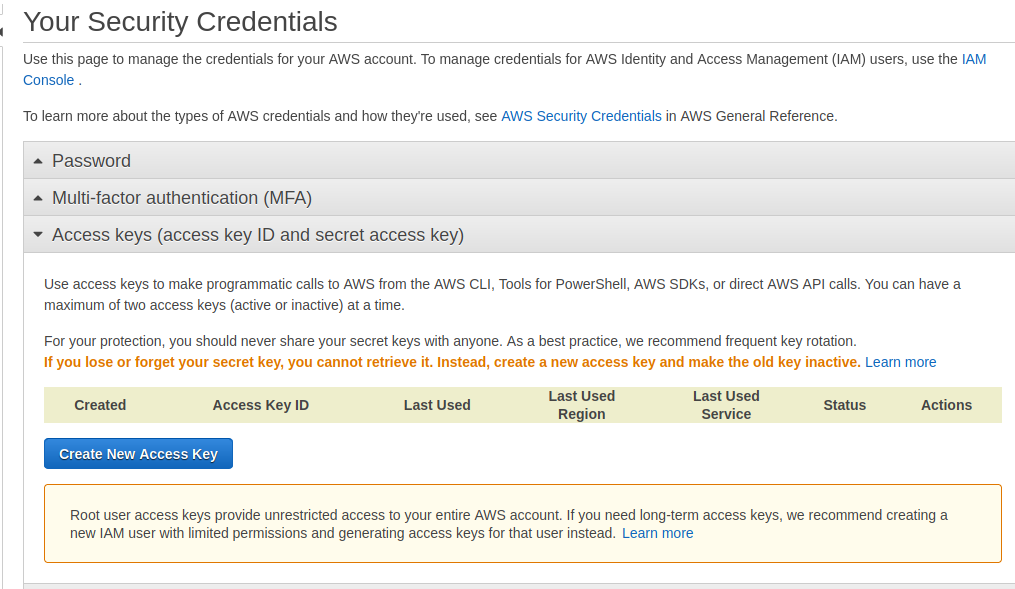 Your Security Credentials
Use this page to manage the credentials for your AWS account. To manage credentials for AWS Identity and Access Management (IAM) users, use the IAM
Console .
To learn more about the types of AWS credentials and how they're used, see AWS Security Credentials in AWS General Reference.
Password
Multi-factor authentication (MFA)
Access keys (access key ID and secret access key)
Use access keys to make programmatic calls to AWS from the AWS CLI, Tools for PowerShell, AWS SDKs, or direct AWS API calls. You can have a
maximum of two access keys (active or inactive) at a time.
For your protection, you should never share your secret keys with anyone. As a best practice, we recommend frequent key rotation.
If you lose or forget your secret key, you cannot retrieve it. Instead, create a new access key and make the old key inactive. Learn more
Created Access Key ID Last Used Last Used Region Last Used Service Status Actions
Create New Access Key
Root user access keys provide unrestricted access to your entire AWS account. If you need long-term access keys, we recommend creating a
new IAM user with limited permissions and generating access keys for that user instead. Learn more